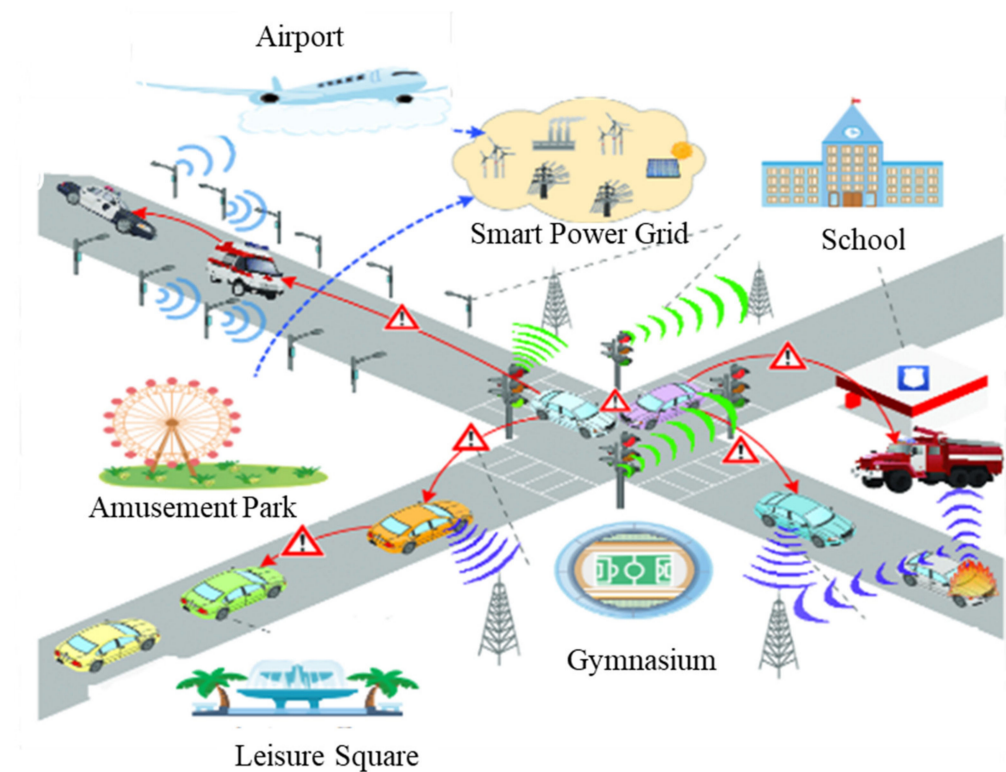 Airport
Smart Power Grid
School
Amusement Park
Gymnasium
Leisure Square